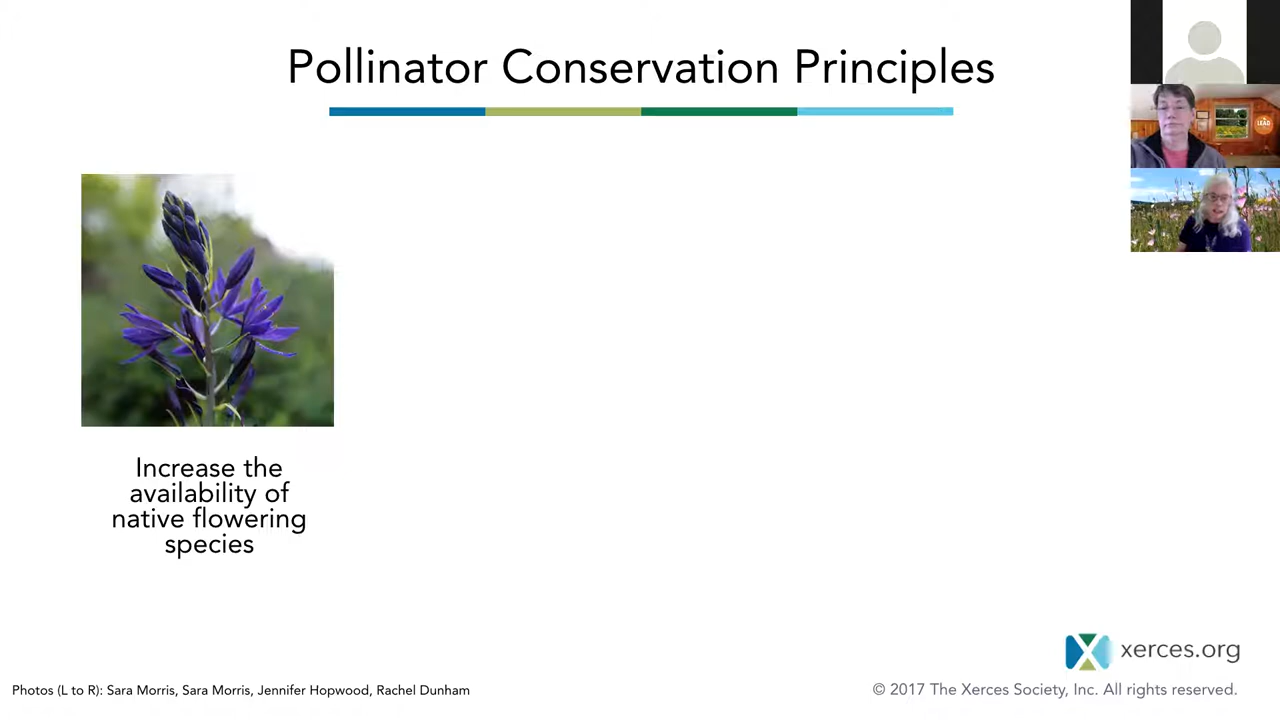 Pollinator Conservation Principles
LEAD
Increase the
availability of
native flowering
species
xerces.org
Photos (L to R): Sara Morris, Sara Morris, Jennifer Hopwood, Rachel Dunham
© 2017 The Xerces Society, Inc. All rights reserved.